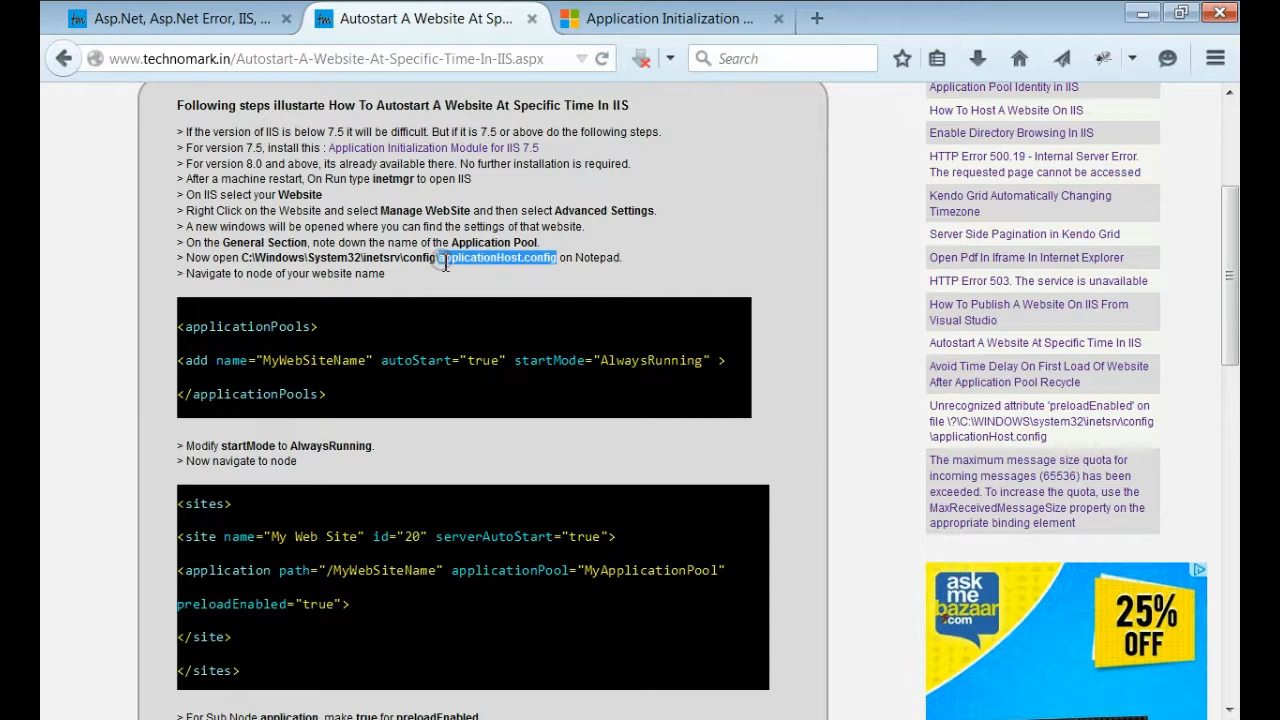 Asp.Net, Asp.Net Error, IIS, ...
Autostart A Website At Sp...
Application Initialization ...
www.technomark.in/Autostart-A-Website-At-Specific-Time-In-IIS.aspx
Search
Following steps illustarte How To Autostart A Website At Specific Time In IIS
> If the version of IIS is below 7.5 it will be difficult. But if it is 7.5 or above do the following steps.
> For version 7.5, install this : Application Initialization Module for IIS 7.5
> For version 8.0 and above, its already available there. No further installation is required.
> After a machine restart, On Run type inetmgr to open IIS
> On IIS select your Website
> Right Click on the Website and select Manage WebSite and then select Advanced Settings.
> A new windows will be opened where you can find the settings of that website.
> On the General Section, note down the name of the Application Pool.
> Now open C:\Windows\System32\inetsrv\config\applicationHost.config on Notepad.
> Navigate to node of your website name
<applicationPools>
<add name="MyWebSiteName" autoStart="true" startMode="AlwaysRunning" >
</applicationPools>
> Modify startMode to AlwaysRunning.
> Now navigate to node
<sites>
<site name="My Web Site" id="20" serverAutoStart="true">
<application path="/MyWebSiteName" applicationPool="MyApplicationPool"
preloadEnabled="true">
</site>
</sites>
> For Sub Node application, make true for preloadEnabled
Application Pool Identity in IIS
How To Host A Website On IIS
Enable Directory Browsing In IIS
HTTP Error 500.19 - Internal Server Error.
The requested page cannot be accessed
Kendo Grid Automatically Changing
Timezone
Server Side Pagination in Kendo Grid
Open Pdf In Iframe In Internet Explorer
HTTP Error 503. The service is unavailable
How To Publish A Website On IIS From
Visual Studio
Autostart A Website At Specific Time In IIS
Avoid Time Delay On First Load Of Website
After Application Pool Recycle
Unrecognized attribute 'preloadEnabled' on
file \?\C:\WINDOWS\system32\inetsrv\config
\applicationHost.config
The maximum message size quota for
incoming messages (65536) has been
exceeded. To increase the quota, use the
MaxReceivedMessageSize property on the
appropriate binding element
ask
me
bazaar
.com
25%
OFF